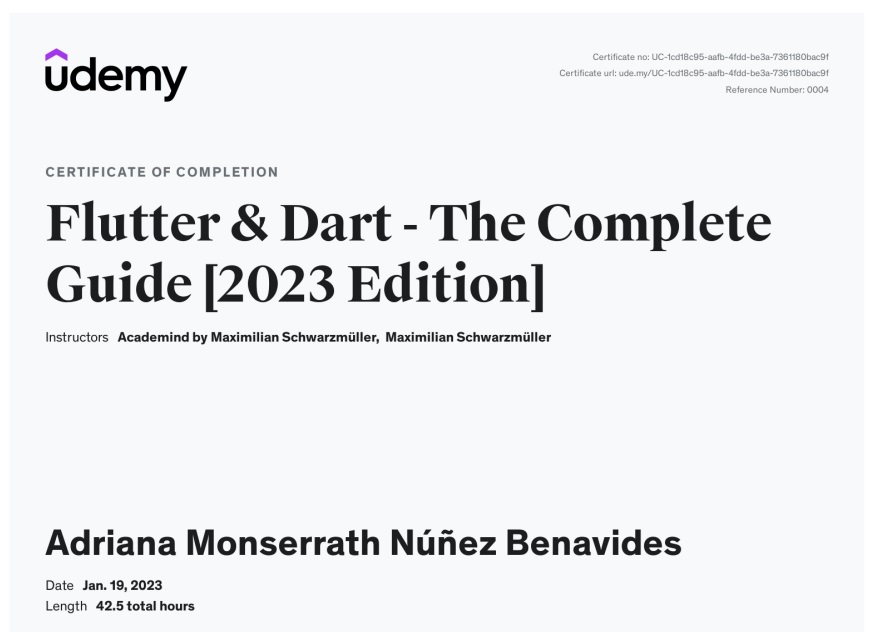 udemy
Certificate no: UC-1cd18c95-aafb-4fdd-be3a-7361180bac9f
Certificate url: ude.my/UC-1cd18c95-aafb-4fdd-be3a-7361180bac9f
Reference Number: 0004
CERTIFICATE OF COMPLETION
Flutter & Dart - The Complete
Guide [2023 Edition]
Instructors Academind by Maximilian Schwarzmüller, Maximilian Schwarzmüller
Adriana Monserrath Núñez Benavides
Date Jan. 19, 2023
Length 42.5 total hours